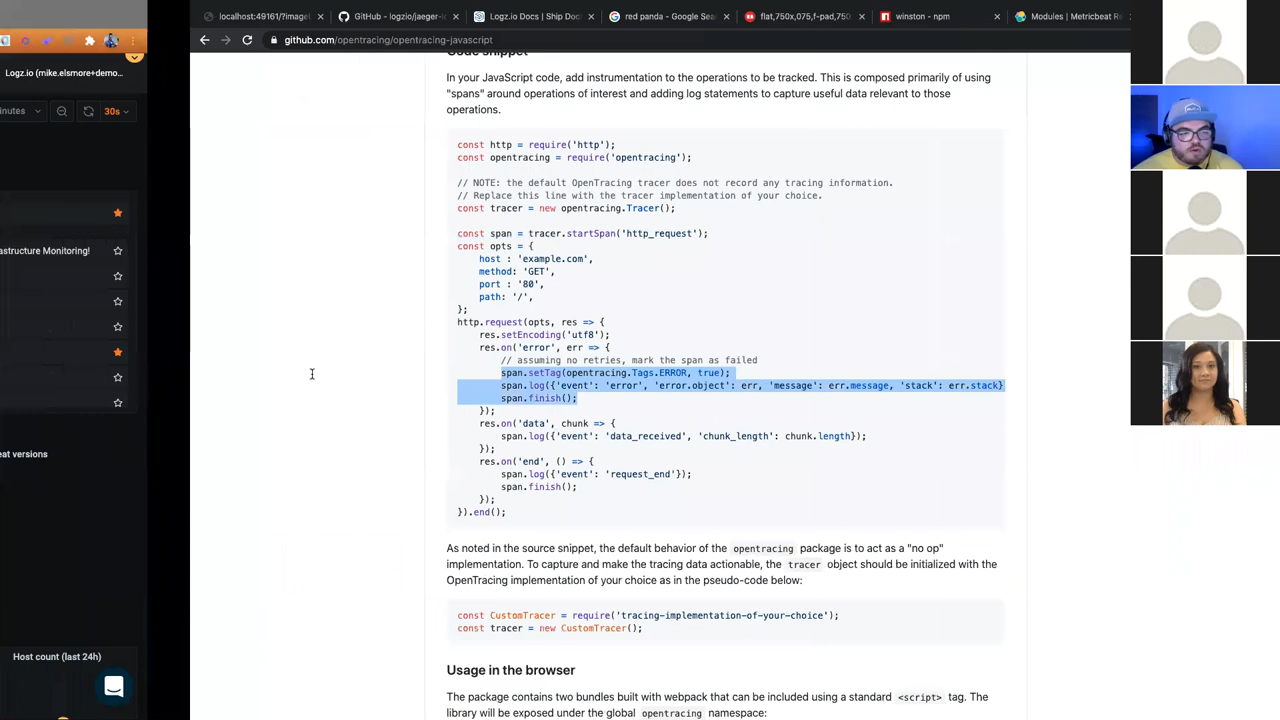 localhost:49161/?imageT
GitHub - logzio/jaeger-lo
Logz.io Docs | Ship Doc
red panda - Google Sear
flat,750x,075,f-pad,750
winston - npm
Modules | Metricbeat R
github.com/opentracing/opentracing-javascript
Logz.io (mike.elsmore+demo...
inutes
30s
astructure Monitoring!
eat versions
Host count (last 24h)
Code snippet
In your JavaScript code, add instrumentation to the operations to be tracked. This is composed primarily of using
"spans" around operations of interest and adding log statements to capture useful data relevant to those
operations.
const http = require('http');
const opentracing = require('opentracing');
// NOTE: the default OpenTracing tracer does not record any tracing information.
// Replace this line with the tracer implementation of your choice.
const tracer = new opentracing.Tracer();
const span = tracer.startSpan('http_request');
const opts = {
host : 'example.com',
method: 'GET',
port : '80',
path: '/',
};
http.request(opts, res => {
res.setEncoding('utf8');
res.on('error', err => {
// assuming no retries, mark the span as failed
span.setTag(opentracing.Tags.ERROR, true);
span.log({'event': 'error', 'error.object': err, 'message': err.message, 'stack': err.stack}
span.finish();
});
res.on('data', chunk => {
span.log({'event': 'data_received', 'chunk_length': chunk.length});
});
res.on('end', () => {
span.log({'event': 'request_end'});
span.finish();
});
}).end();
As noted in the source snippet, the default behavior of the opentracing package is to act as a "no op"
implementation. To capture and make the tracing data actionable, the tracer object should be initialized with the
OpenTracing implementation of your choice as in the pseudo-code below:
const CustomTracer = require('tracing-implementation-of-your-choice');
const tracer = new CustomTracer();
Usage in the browser
The package contains two bundles built with webpack that can be included using a standard <script> tag. The
library will be exposed under the global opentracing namespace: